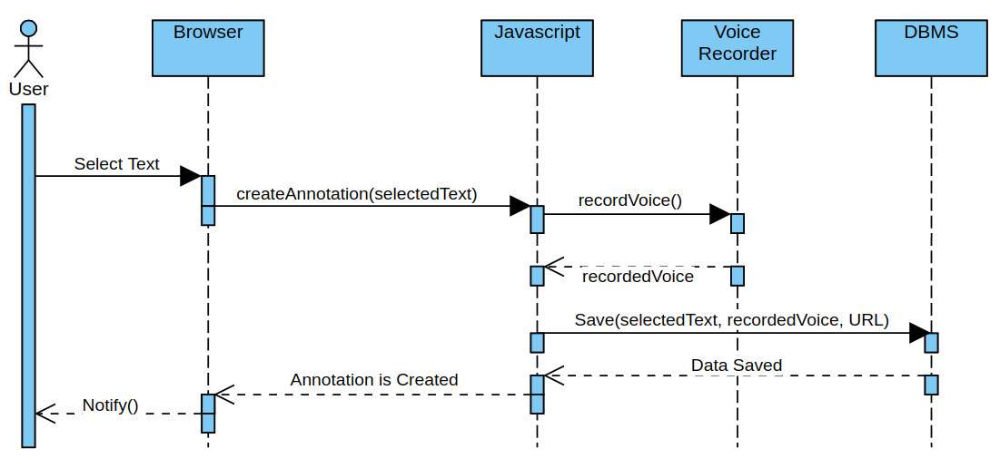 Browser
Javascript
Voice
Recorder
DBMS
User
Select Text
createAnnotation(selectedText)
recordVoice()
recordedVoice
Save(selectedText, recordedVoice, URL)
Data Saved
Annotation is Created
Notify()